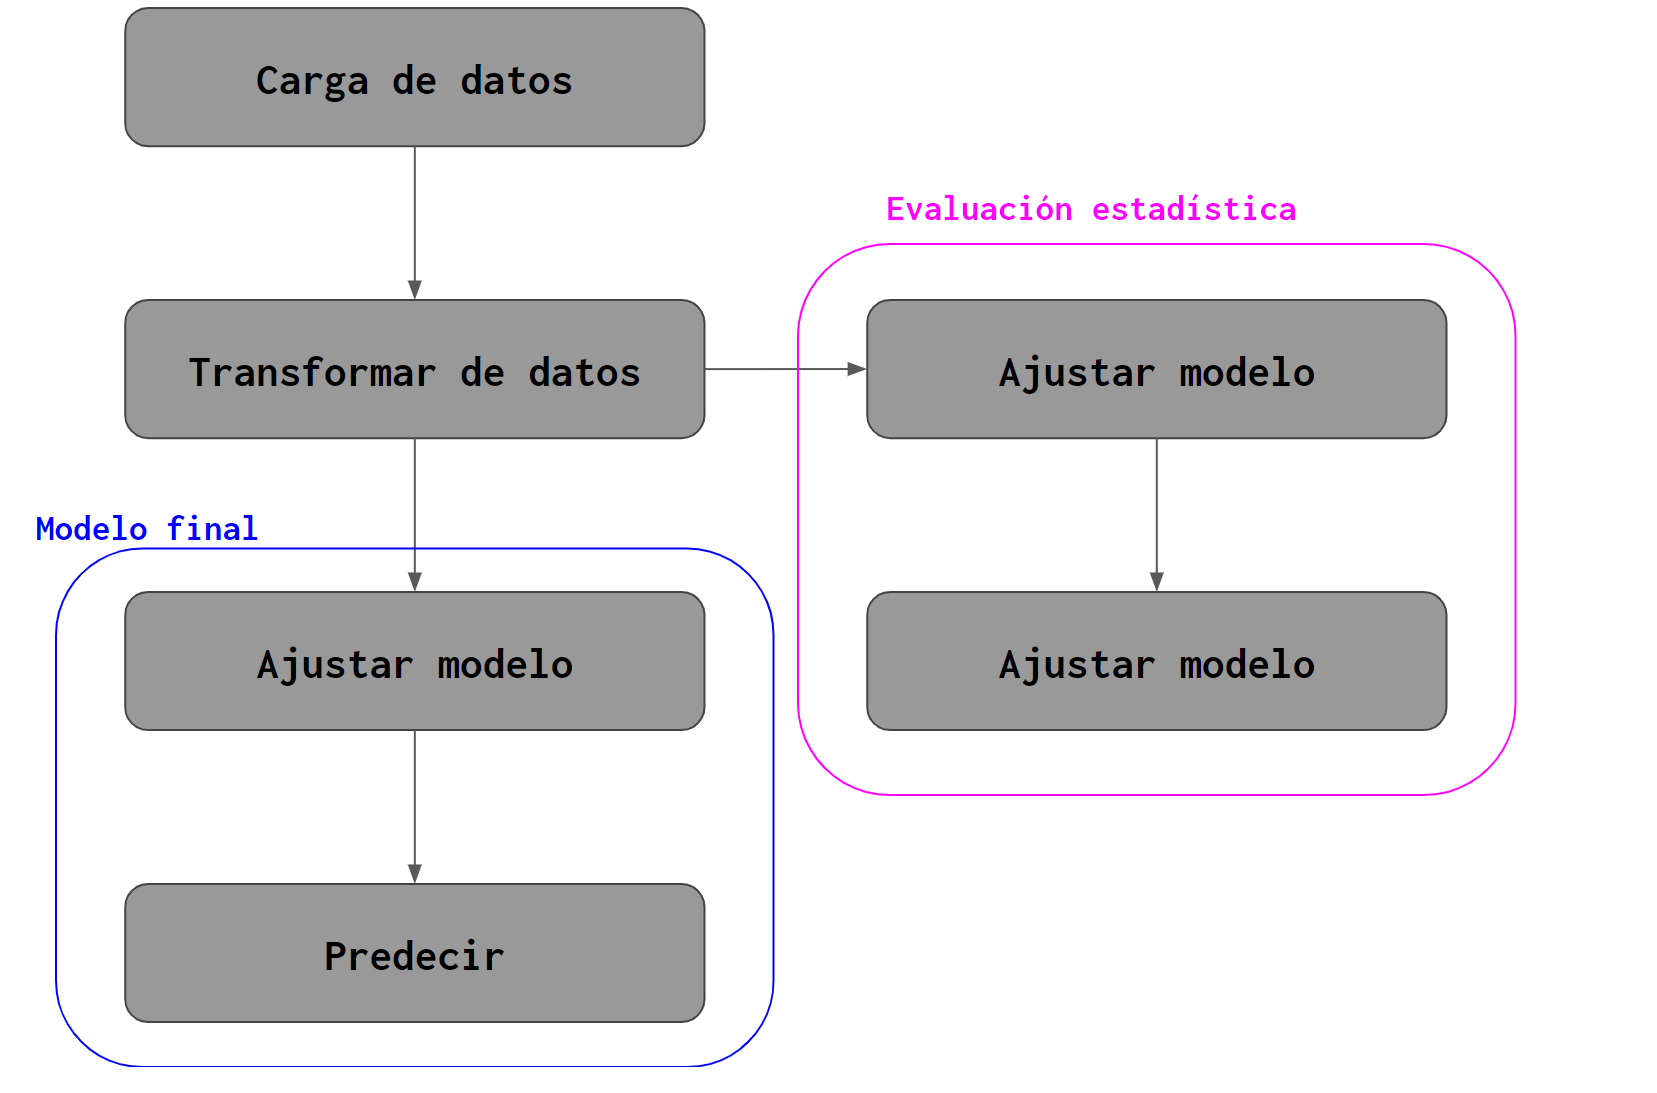 Carga de datos
Evaluación estadística
Transformar de datos
Ajustar modelo
Modelo final
Ajustar modelo
Ajustar modelo
Predecir